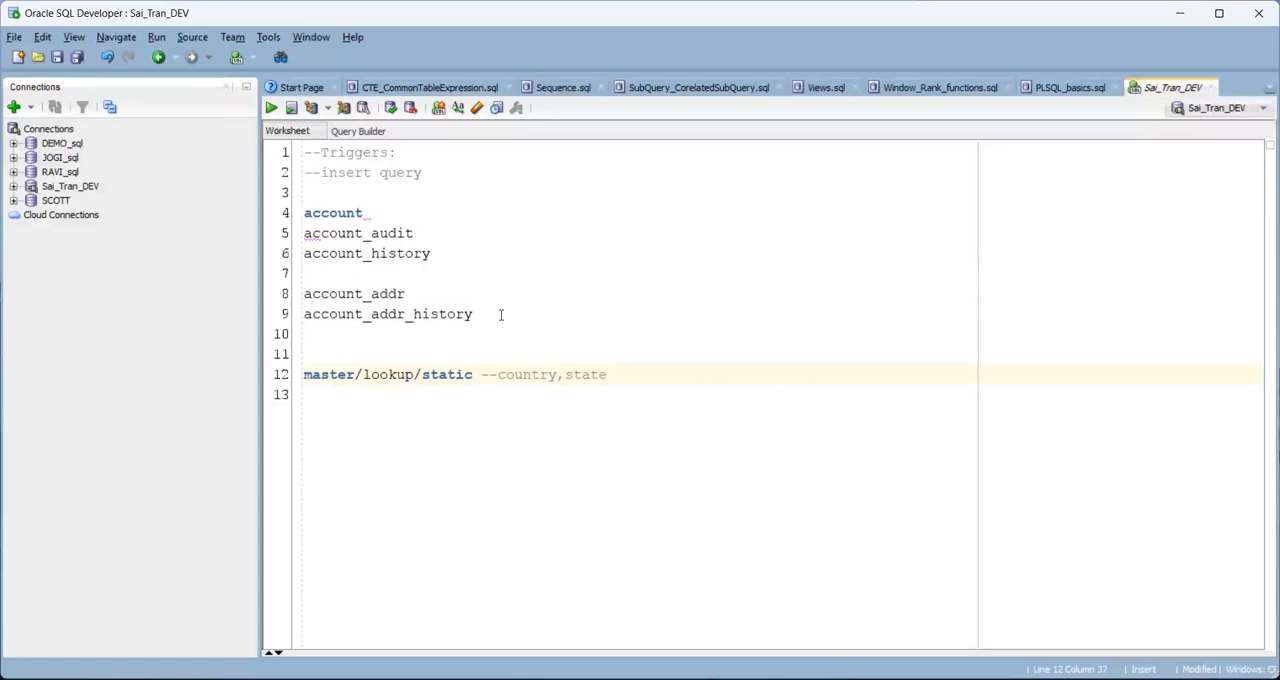 Oracle SQL Developer : Sai_Tran_DEV
File Edit View Navigate Run Source Team Tools Window Help
Connections
Start Page CTE_CommonTableExpression.sql Sequence.sql SubQuery_CorelatedSubQuery.sql Views.sql Window_Rank_functions.sql PLSQL_basics.sql Sai_Tran_DEV
Sai_Tran_DEV
Worksheet Query Builder
Connections
DEMO_sql
JOGI_sql
RAVI_sql
Sai_Tran_DEV
SCOTT
Cloud Connections
1 --Triggers:
2 --insert query
3
4 account
5 account_audit
6 account_history
7
8 account_addr
9 account_addr_history
10
11
12 master/lookup/static --country,state
13
Line 12 Column 37 Insert Modified Windows: